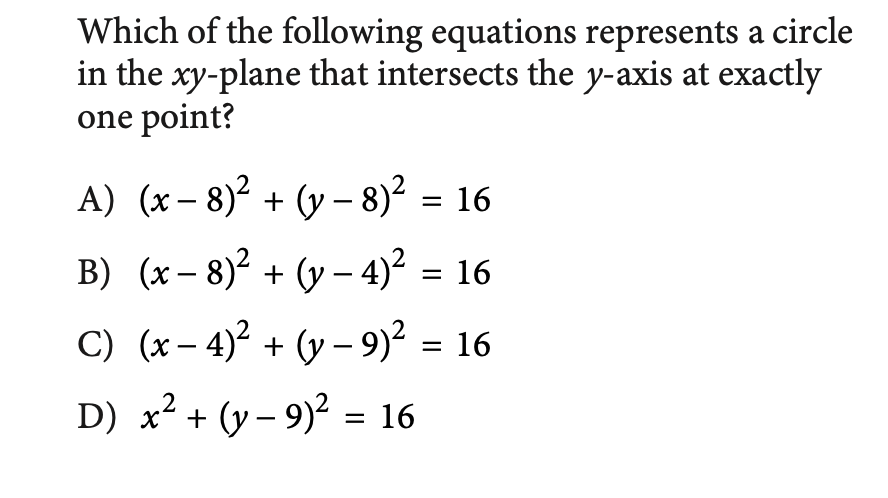 Which of the following equations represents a circle
in the xy-plane that intersects the y-axis at exactly
one point?
A) (x – 8)² + (y – 8)² = 16
B) (x – 8)² + (y – 4)² = 16
C) (x – 4)² + (y – 9)² = 16
D) x² + (y – 9)² = 16